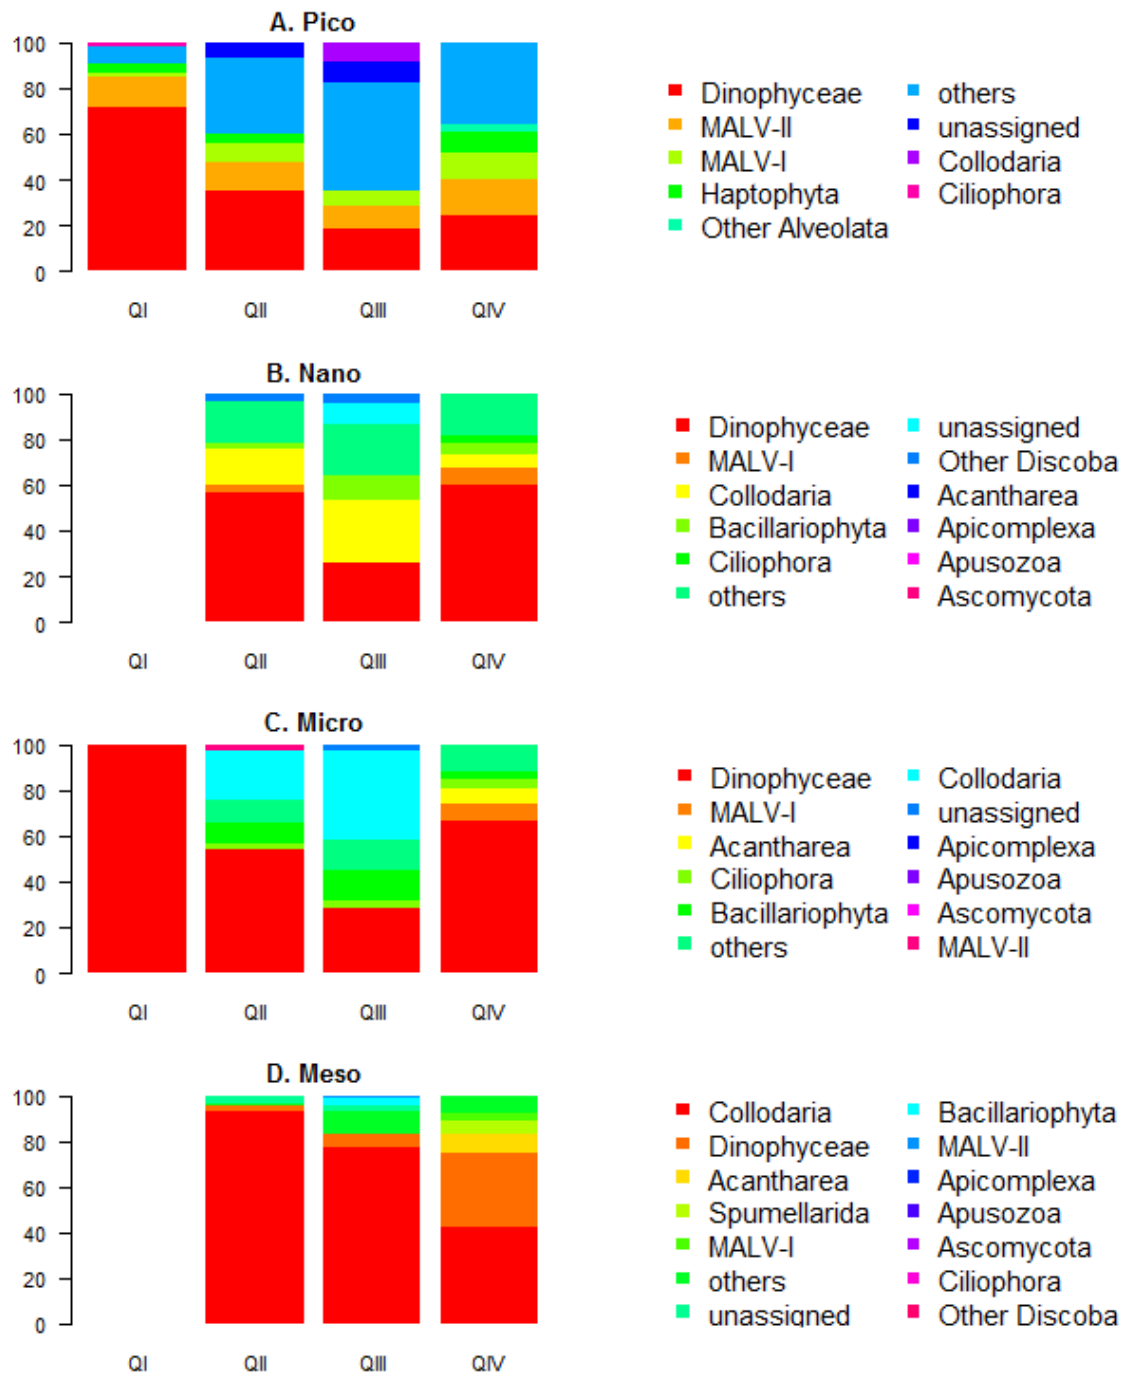 A. Pico
100
80
60
40
20
0
QI QII QIII QIV
Dinophyceae others
MALV-II unassigned
MALV-I Collodaria
Haptophyta Ciliophora
Other Alveolata
B. Nano
100
80
60
40
20
0
QI QII QIII QIV
Dinophyceae unassigned
MALV-I Other Discoba
Collodaria Acantharea
Bacillariophyta Apicomplexa
Ciliophora Apusozoa
others Ascomycota
C. Micro
100
80
60
40
20
0
QI QII QIII QIV
Dinophyceae Collodaria
MALV-I unassigned
Acantharea Apicomplexa
Ciliophora Apusozoa
Bacillariophyta Ascomycota
others MALV-II
D. Meso
100
80
60
40
20
0
QI QII QIII QIV
Collodaria Bacillariophyta
Dinophyceae MALV-II
Acantharea Apicomplexa
Spumellarida Apusozoa
MALV-I Ascomycota
others Ciliophora
unassigned Other Discoba